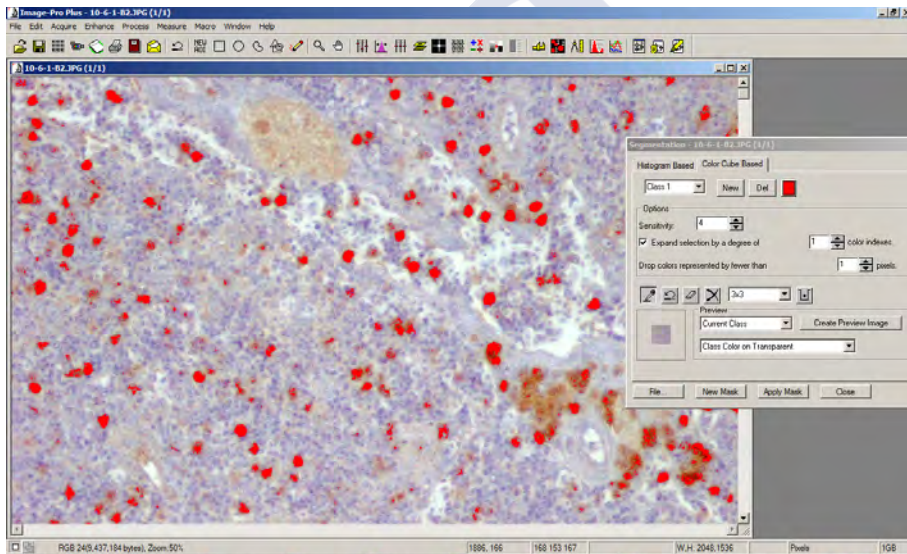 Image-Pro Plus - 10-6-1-B2.JPG (1/1)
File Edit Acquire Enhance Process Measure Macro Window Help
NEW
AOI
10-6-1-B2.JPG (1/1)
Segmentation - 10-6-1-B2.JPG (1/1)
Histogram Based Color Cube Based
Class 1 New Del
Options
Sensitivity: 4
Expand selection by a degree of 1 color indexes.
Drop colors represented by fewer than 1 pixels.
3x3
Preview
Current Class Create Preview Image
Class Color on Transparent
File... New Mask Apply Mask Close
RGB 24(9,437,184 bytes), Zoom:50% 1886, 166 168 153 167 W,H: 2048,1536 Pixels 1GB